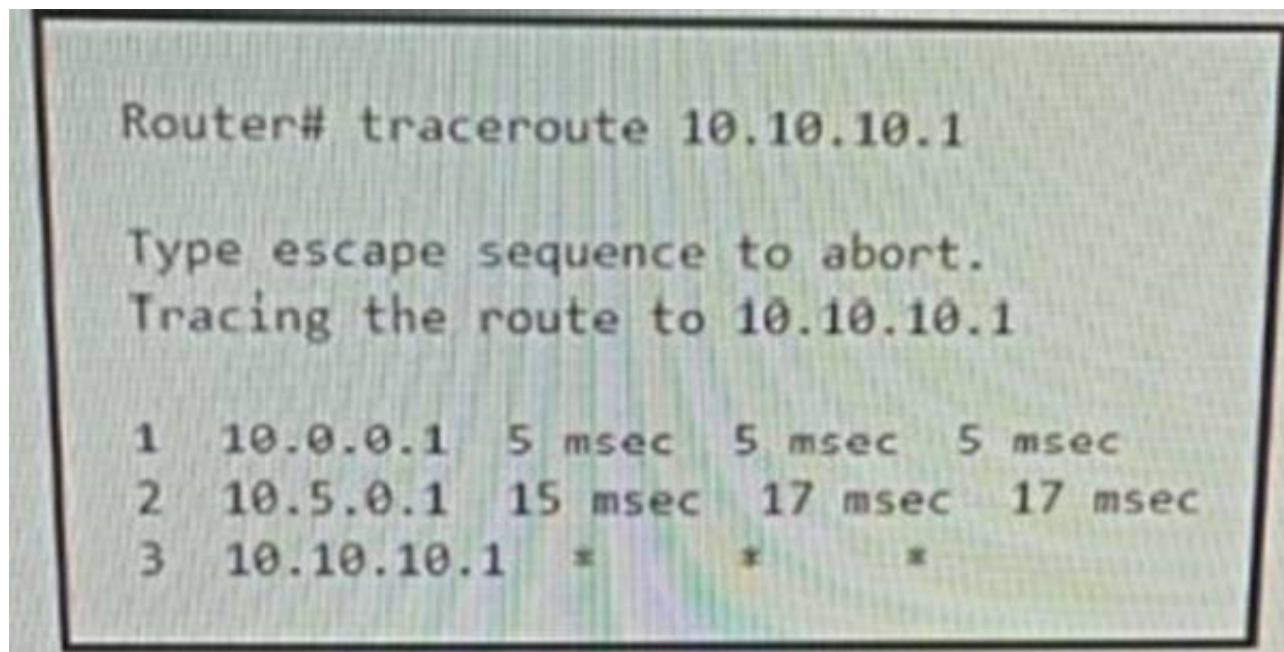 Router# traceroute 10.10.10.1
Type escape sequence to abort.
Tracing the route to 10.10.10.1
1 10.0.0.1 5 msec 5 msec 5 msec
2 10.5.0.1 15 msec 17 msec 17 msec
3 10.10.10.1 * * *